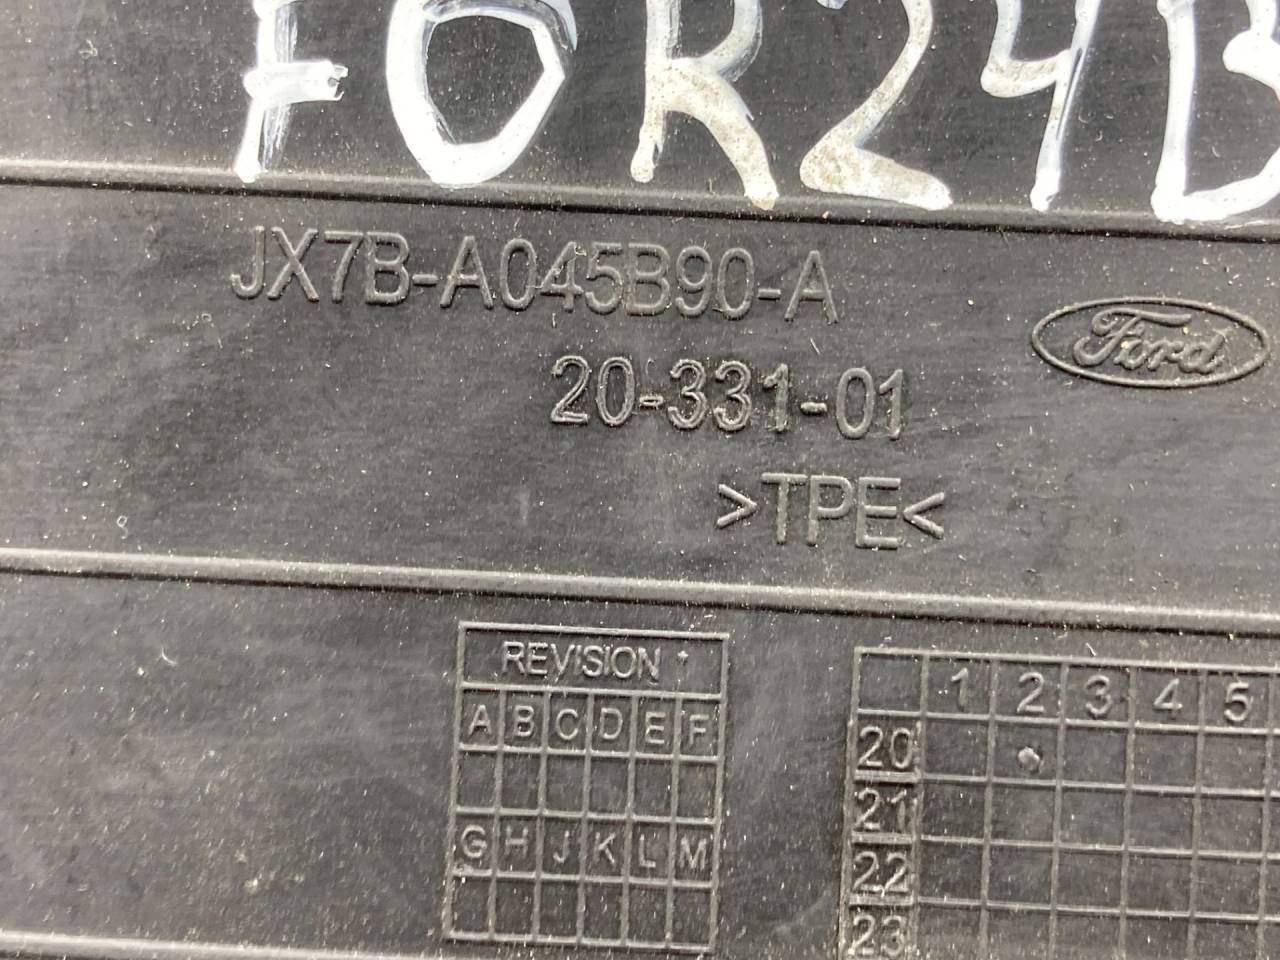 FOR24B
JX7B-A045B90-A
Ford
20-331-01
>TPE<
REVISION
A B C D E F
G H J K L M
1 2 3 4 5
20
21
22
23